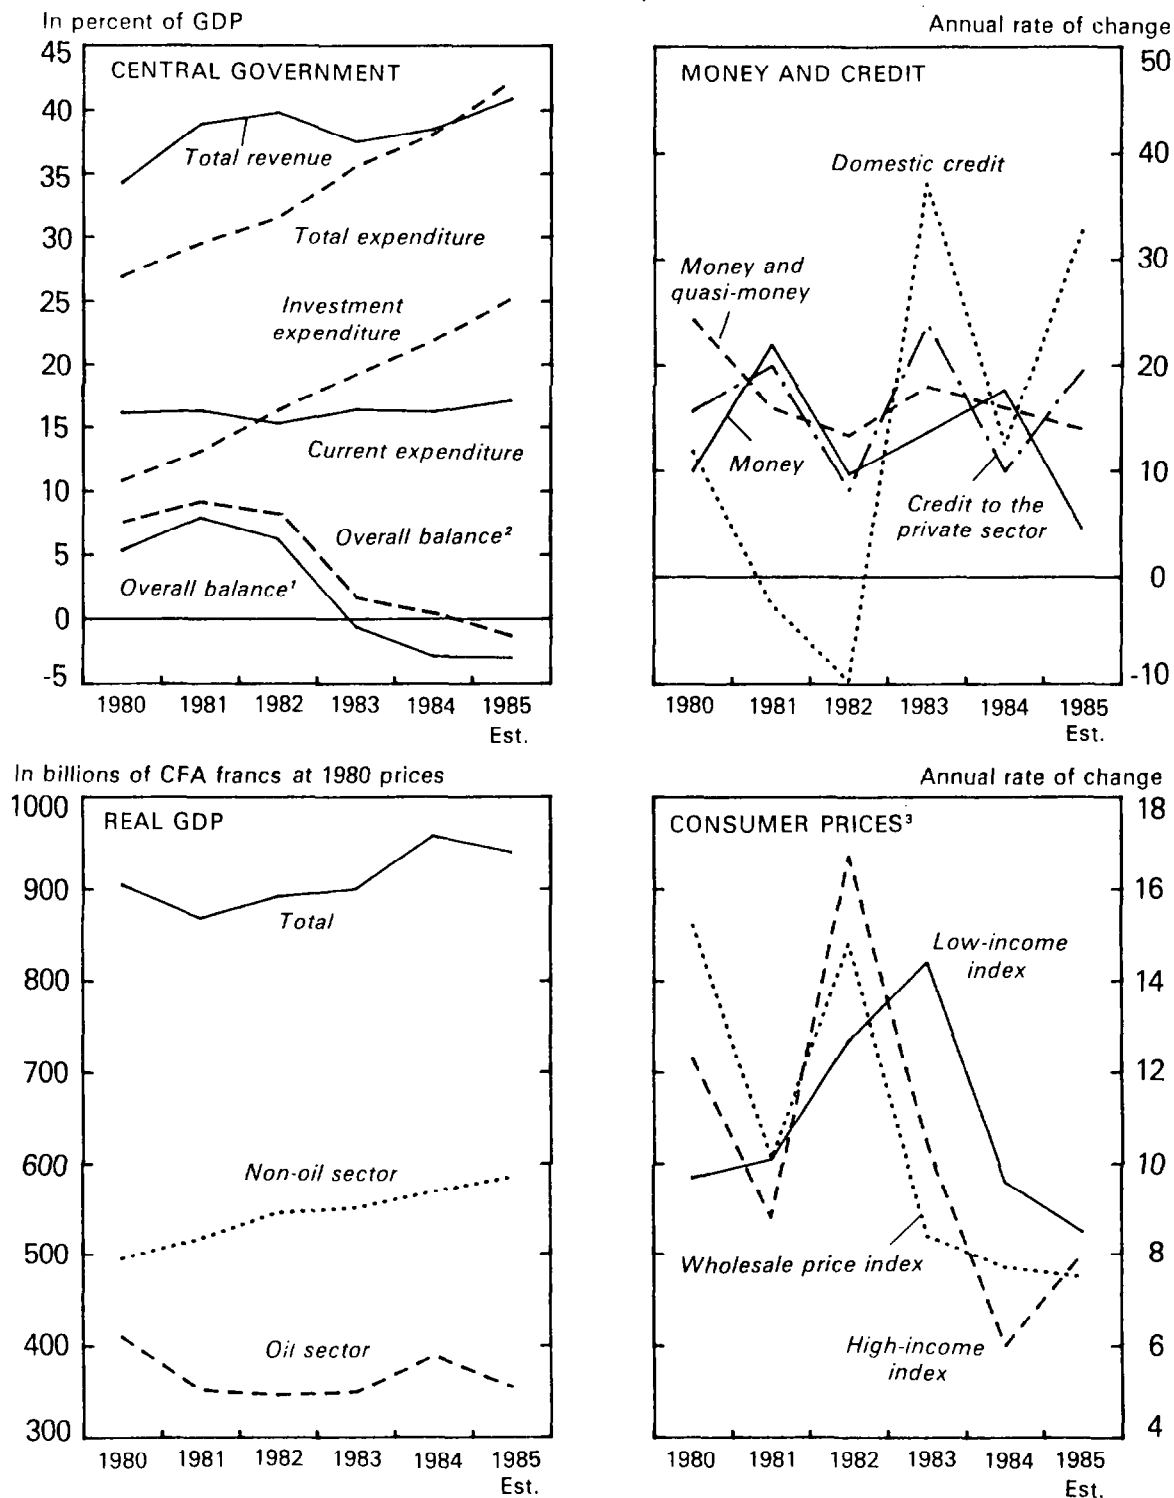 In percent of GDP
CENTRAL GOVERNMENT
45
40
35
30
25
20
15
10
5
0
-5
Total revenue
Total expenditure
Investment
expenditure
Current expenditure
Overall balance²
Overall balance¹
1980 1981 1982 1983 1984 1985
Est.
Annual rate of change
MONEY AND CREDIT
50
40
30
20
10
0
-10
Domestic credit
Money and
quasi-money
Money
Credit to the
private sector
1980 1981 1982 1983 1984 1985
Est.
In billions of CFA francs at 1980 prices
REAL GDP
1000
900
800
700
600
500
400
300
Total
Non-oil sector
Oil sector
1980 1981 1982 1983 1984 1985
Est.
Annual rate of change
CONSUMER PRICES³
18
16
14
12
10
8
6
4
Low-income
index
Wholesale price index
High-income
index
1980 1981 1982 1983 1984 1985
Est.